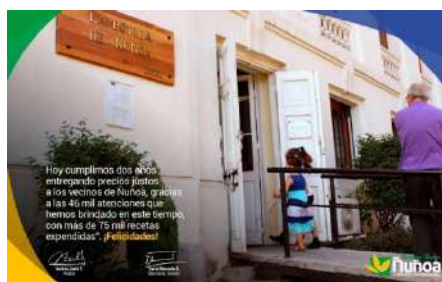 DE ÑUÑOA
Hoy cumplimos dos años
entregando precios justos
a los vecinos de Ñuñoa, gracias
a las 46 mil atenciones que
hemos brindado en este tiempo,
con más de 75 mil recetas
expendidas". ¡Felicidades!
Ñuñoa